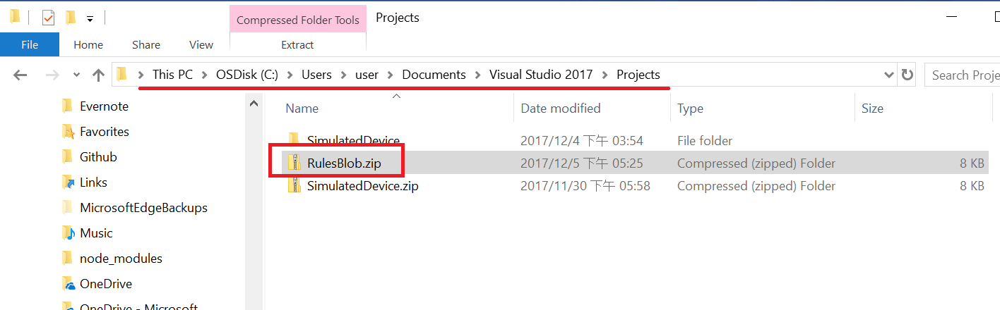 Compressed Folder Tools Projects
File Home Share View Extract
This PC OSDisk (C:) Users user Documents Visual Studio 2017 Projects Search Proje
Evernote
Favorites
Github
Links
MicrosoftEdgeBackups
Music
node_modules
OneDrive
OneDrive - Microsoft
Name Date modified Type Size
SimulatedDevice 2017/12/4 下午 03:54 File folder
RulesBlob.zip 2017/12/5 下午 05:25 Compressed (zipped) Folder 8 KB
SimulatedDevice.zip 2017/11/30 下午 05:58 Compressed (zipped) Folder 8 KB